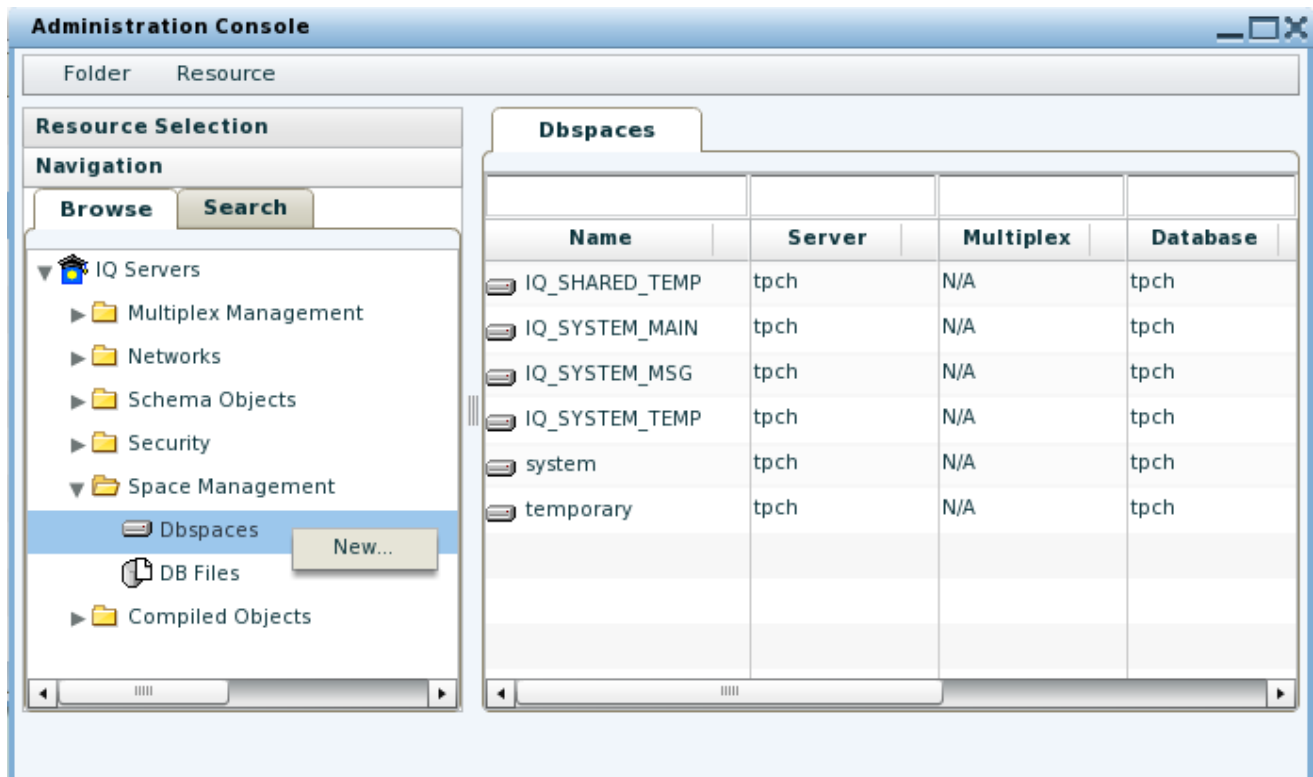 Administration Console
Folder Resource
Resource Selection
Navigation
Browse Search
IQ Servers
Multiplex Management
Networks
Schema Objects
Security
Space Management
Dbspaces
New...
DB Files
Compiled Objects
Dbspaces
Name Server Multiplex Database
IQ_SHARED_TEMP tpch N/A tpch
IQ_SYSTEM_MAIN tpch N/A tpch
IQ_SYSTEM_MSG tpch N/A tpch
IQ_SYSTEM_TEMP tpch N/A tpch
system tpch N/A tpch
temporary tpch N/A tpch